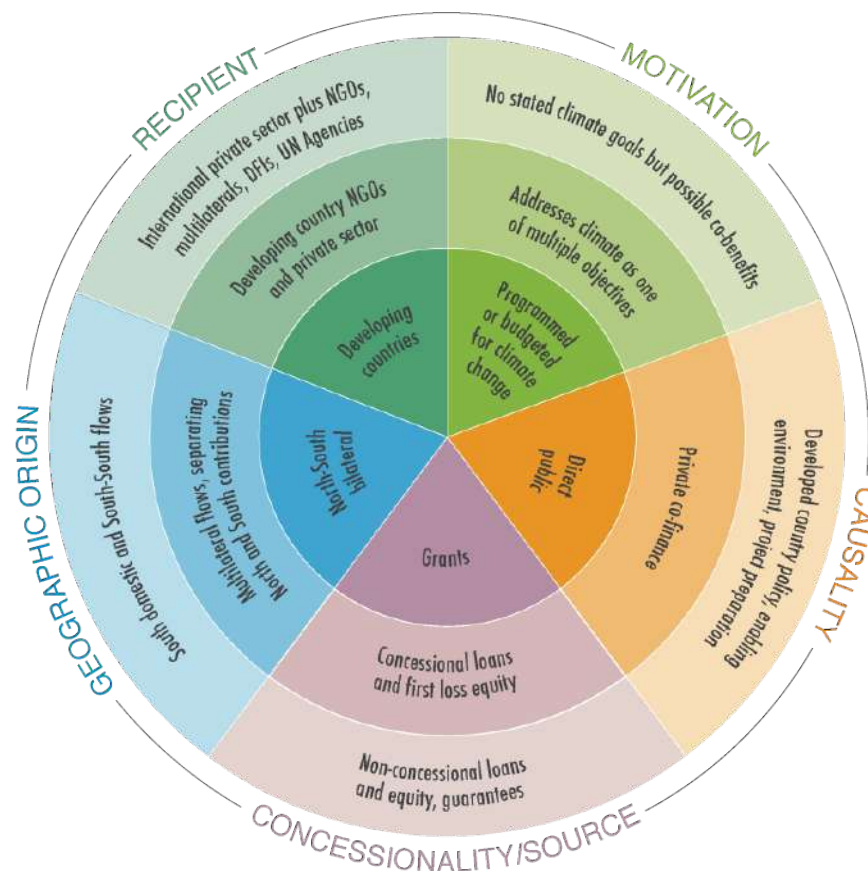 RECIPIENT
International private sector plus NGOs,
multilaterals, DFIs, UN Agencies
Developing country NGOs
and private sector
Developing
countries
MOTIVATION
No stated climate goals but possible co-benefits
Addresses climate as one
of multiple objectives
Programmed
or budgeted
for climate
change
CAUSALITY
Developed country policy, enabling
environment, project preparation
Private co-finance
Direct
public
CONCESSIONALITY/SOURCE
Grants
Concessional loans
and first loss equity
Non-concessional loans
and equity, guarantees
GEOGRAPHIC ORIGIN
South domestic and South-South flows
Multilateral flows, separating
North and South contributions
North-South
bilateral